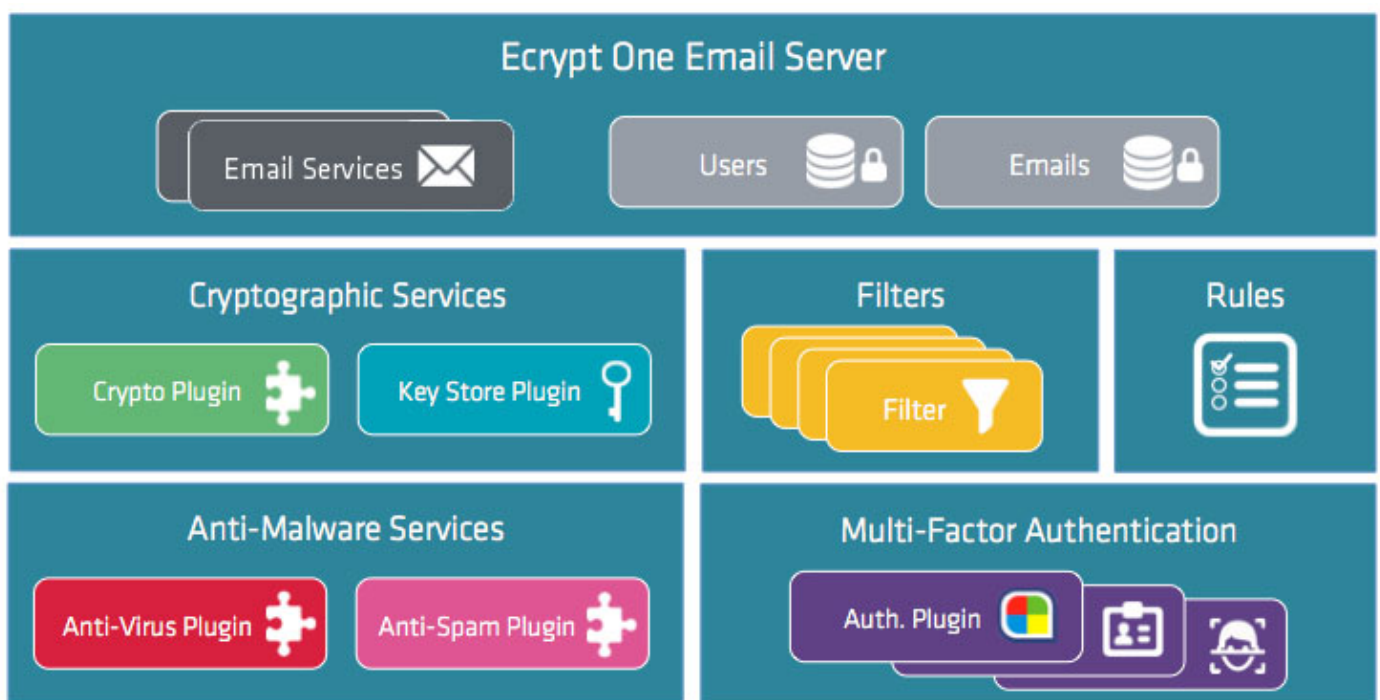 Ecrypt One Email Server
Email Services
Users
Emails
Cryptographic Services
Crypto Plugin
Key Store Plugin
Filters
Filter
Rules
Anti-Malware Services
Anti-Virus Plugin
Anti-Spam Plugin
Multi-Factor Authentication
Auth. Plugin